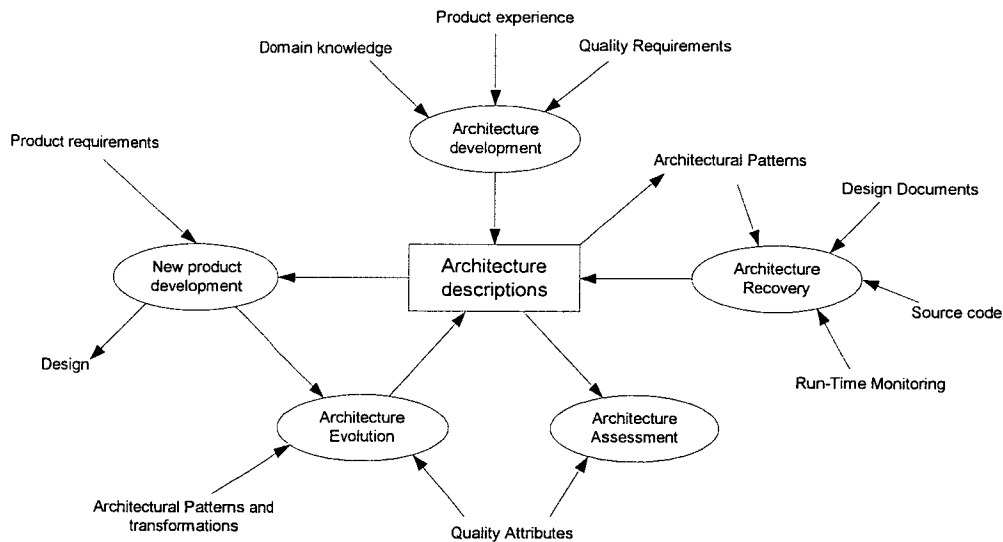 Product experience
Domain knowledge
Quality Requirements
Architecture
development
Product requirements
Architectural Patterns
Design Documents
New product
development
Architecture
descriptions
Architecture
Recovery
Source code
Design
Run-Time Monitoring
Architecture
Evolution
Architecture
Assessment
Architectural Patterns and
transformations
Quality Attributes